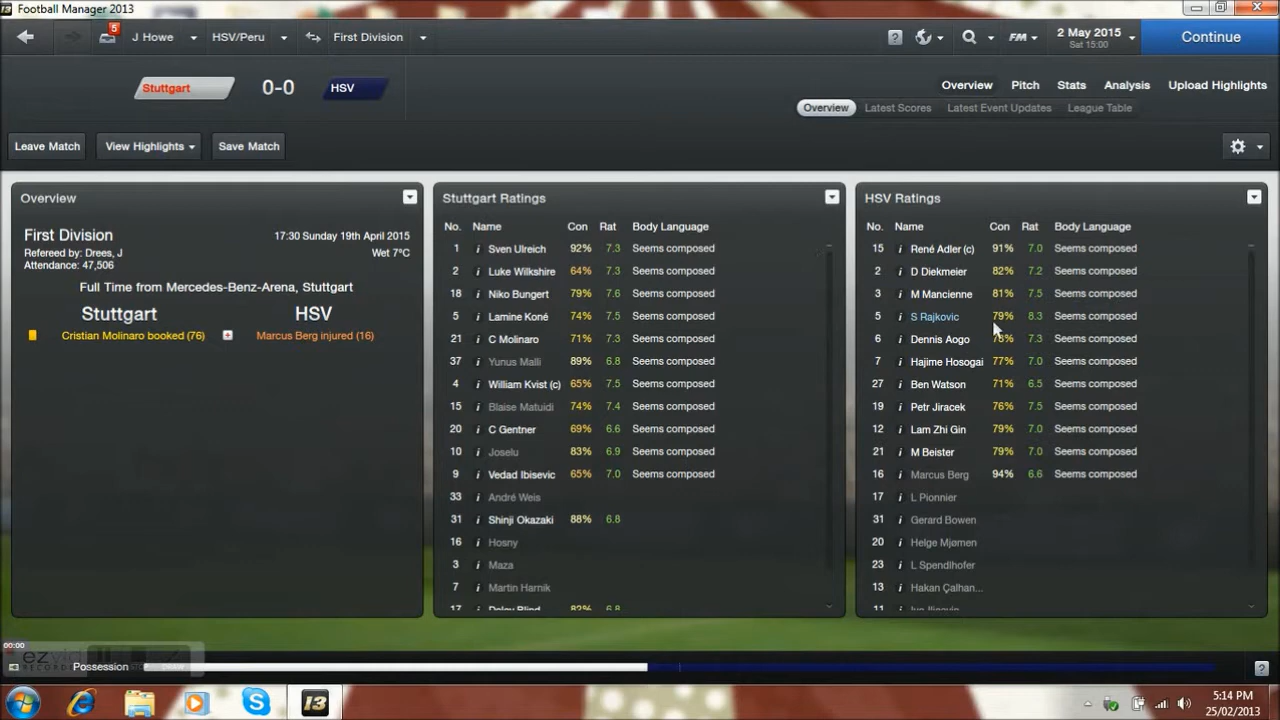 Football Manager 2013
5
J Howe
HSV/Peru
First Division
FM
2 May 2015
Sat 15:00
Continue
Stuttgart
0-0
HSV
Overview Pitch Stats Analysis Upload Highlights
Overview Latest Scores Latest Event Updates League Table
Leave Match
View Highlights
Save Match
Overview
First Division
17:30 Sunday 19th April 2015
Refereed by: Drees, J
Wet 7°C
Attendance: 47,506
Full Time from Mercedes-Benz-Arena, Stuttgart
Stuttgart
HSV
Cristian Molinaro booked (76)
Marcus Berg injured (16)
Stuttgart Ratings
No. Name Con Rat Body Language
1 i Sven Ulreich 92% 7.3 Seems composed
2 i Luke Wilkshire 64% 7.3 Seems composed
18 i Niko Bungert 79% 7.6 Seems composed
5 i Lamine Koné 74% 7.5 Seems composed
21 i C Molinaro 71% 7.3 Seems composed
37 i Yunus Malli 89% 6.8 Seems composed
4 i William Kvist (c) 65% 7.5 Seems composed
15 i Blaise Matuidi 74% 7.4 Seems composed
20 i C Gentner 69% 6.6 Seems composed
10 i Joselu 83% 6.9 Seems composed
9 i Vedad Ibisevic 65% 7.0 Seems composed
33 i André Weis
31 i Shinji Okazaki 88% 6.8
16 i Hosny
3 i Maza
7 i Martin Harnik
17 i Daley Blind 82% 6.8
HSV Ratings
No. Name Con Rat Body Language
15 i René Adler (c) 91% 7.0 Seems composed
2 i D Diekmeier 82% 7.2 Seems composed
3 i M Mancienne 81% 7.5 Seems composed
5 i S Rajkovic 79% 8.3 Seems composed
6 i Dennis Aogo 7.3 Seems composed
7 i Hajime Hosogai 77% 7.0 Seems composed
27 i Ben Watson 71% 6.5 Seems composed
19 i Petr Jiracek 76% 7.5 Seems composed
12 i Lam Zhi Gin 79% 7.0 Seems composed
21 i M Beister 79% 7.0 Seems composed
16 i Marcus Berg 94% 6.6 Seems composed
17 i L Pionnier
31 i Gerard Bowen
20 i Helge Mjømen
23 i L Spendlhofer
13 i Hakan Çalhan...
11 i Ivo Ilicevic
00:00
Possession
5:14 PM
25/02/2013